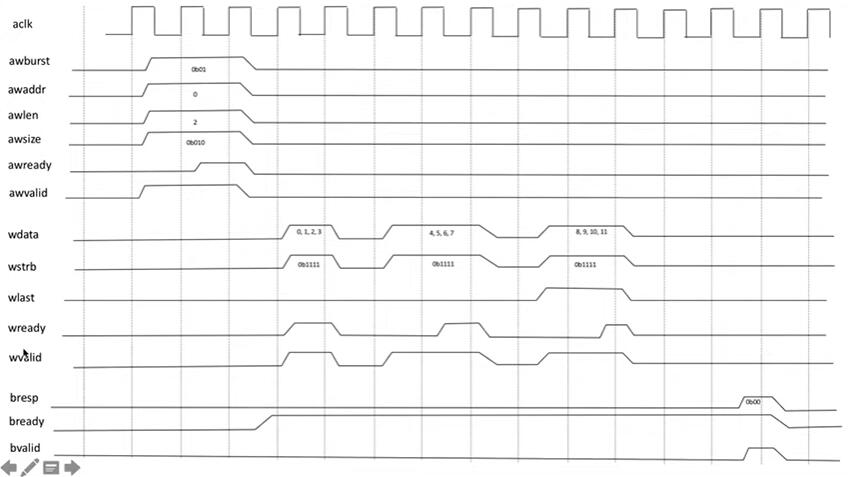 aclk
awburst
0b01
awaddr
0
awlen
2
awsize
0b010
awready
awvalid
wdata
0, 1, 2, 3
4, 5, 6, 7
8, 9, 10, 11
wstrb
0b1111
0b1111
0b1111
wlast
wready
wvalid
bresp
0b00
bready
bvalid